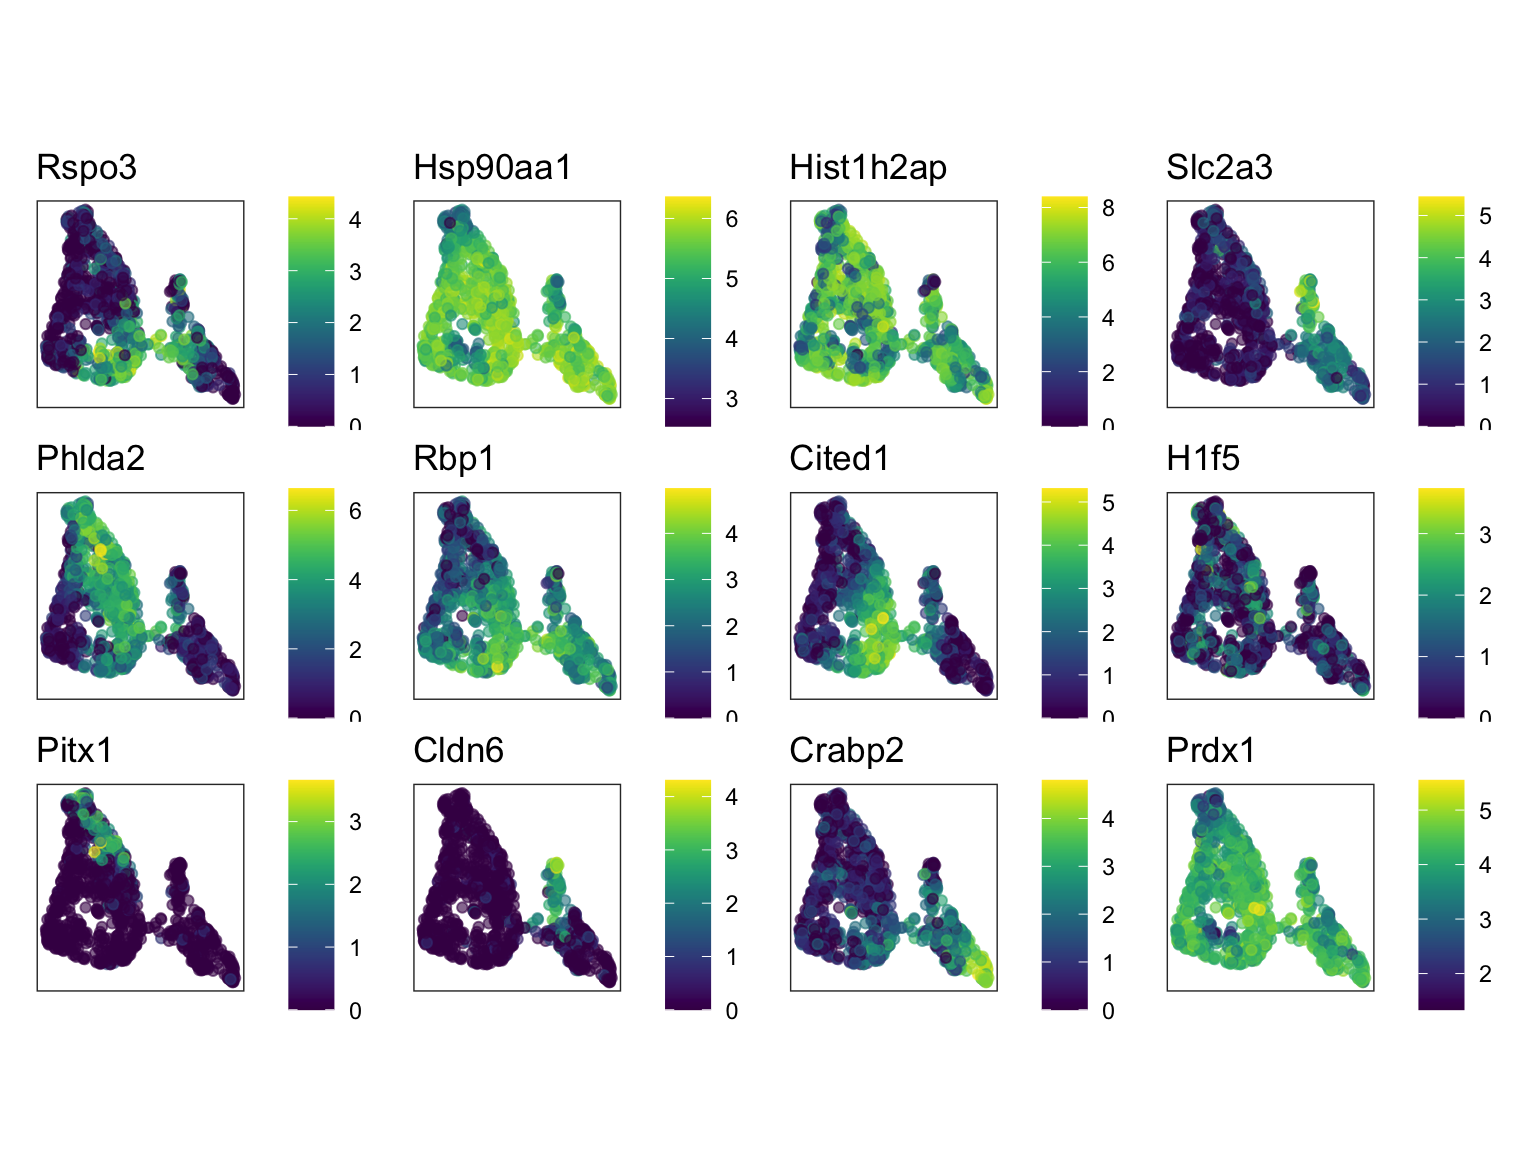 Rspo3 Hsp90aa1 Hist1h2ap Slc2a3
4 3 2 1 0
6 5 4 3
8 6 4 2 0
5 4 3 2 1 0
Phlda2 Rbp1 Cited1 H1f5
6 4 2 0
4 3 2 1 0
5 4 3 2 1 0
3 2 1 0
Pitx1 Cldn6 Crabp2 Prdx1
3 2 1 0
4 3 2 1 0
4 3 2 1 0
5 4 3 2